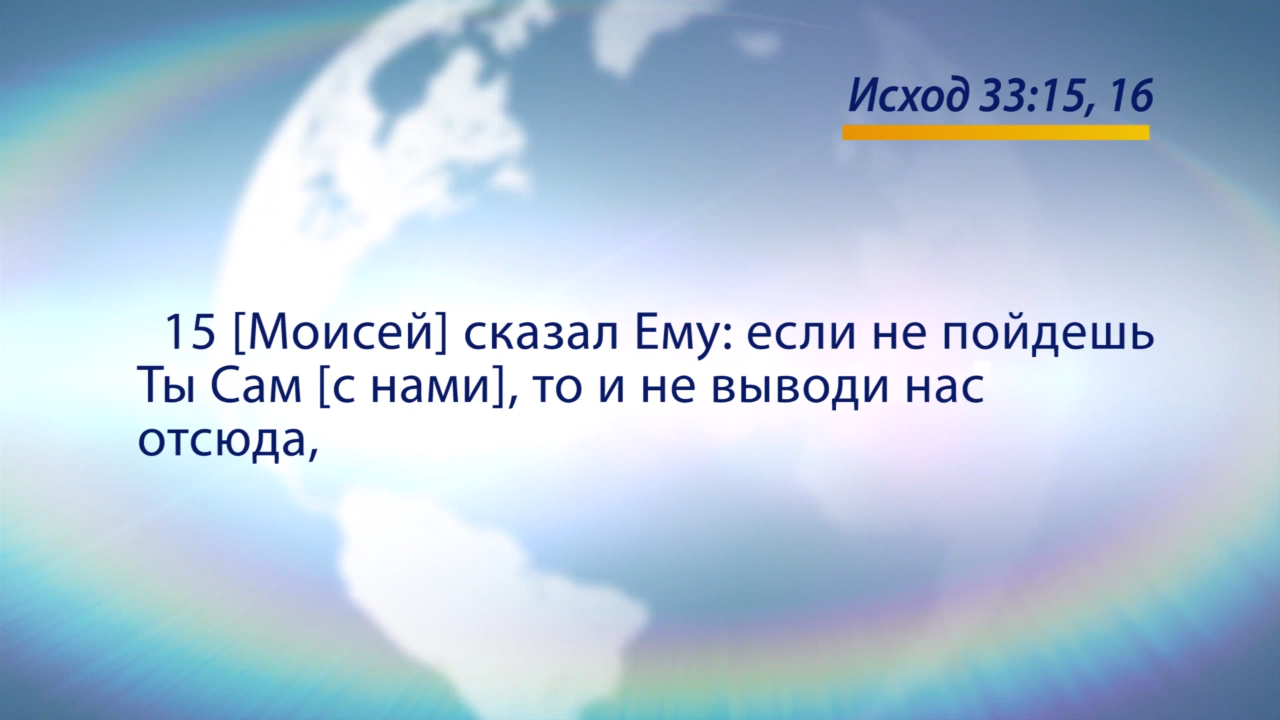 Исход 33:15, 16
15 [Моисей] сказал Ему: если не пойдешь
Ты Сам [с нами], то и не выводи нас
отсюда,